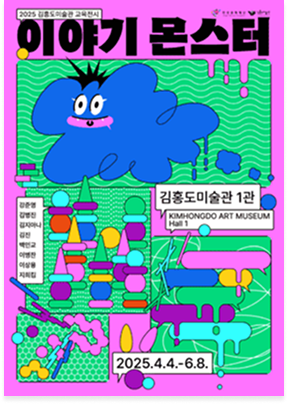 2025 김홍도미술관 교육전시
이야기 몬스터
김홍도미술관 1관
KIMHONGDO ART MUSEUM
Hall 1
강준영
김병진
김지아나
김진
백인교
이병찬
이상용
지희킴
2025.4.4.-6.8.